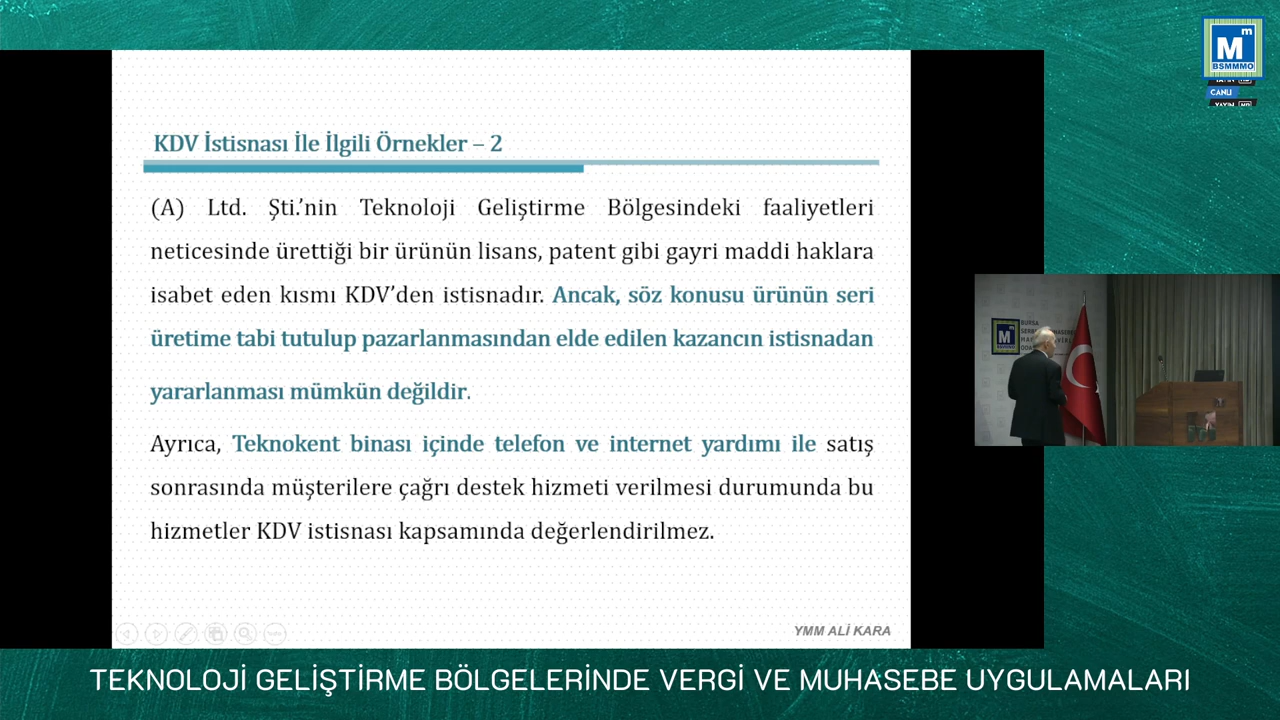 M m
BSMMMO
CANLI
YAYIN HD
KDV İstisnası İle İlgili Örnekler – 2
(A) Ltd. Şti.’nin Teknoloji Geliştirme Bölgesindeki faaliyetleri
neticesinde ürettiği bir ürünün lisans, patent gibi gayri maddi haklara
isabet eden kısmı KDV’den istisnadır. Ancak, söz konusu ürünün seri
üretime tabi tutulup pazarlanmasından elde edilen kazancın istisnadan
yararlanması mümkün değildir.
Ayrıca, Teknokent binası içinde telefon ve internet yardımı ile satış
sonrasında müşterilere çağrı destek hizmeti verilmesi durumunda bu
hizmetler KDV istisnası kapsamında değerlendirilmez.
YMM ALİ KARA
BURSA
TEKNOLOJİ GELİŞTİRME BÖLGELERİNDE VERGİ VE MUHASEBE UYGULAMALARI